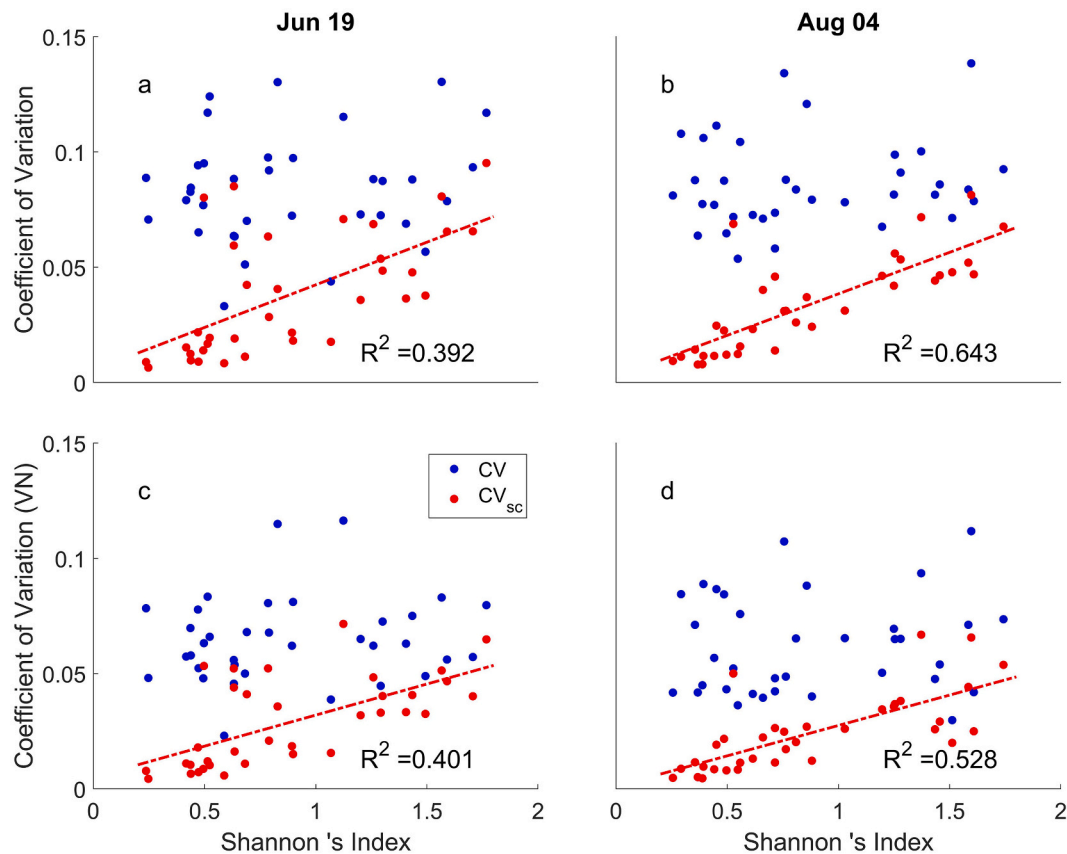 Jun 19
Aug 04
Coefficient of Variation
0.15
0.1
0.05
0
a
R² =0.392
b
R² =0.643
Coefficient of Variation (VN)
0.15
0.1
0.05
0
c
CV
CVsc
R² =0.401
d
R² =0.528
0 0.5 1 1.5 2
0 0.5 1 1.5 2
Shannon 's Index
Shannon 's Index